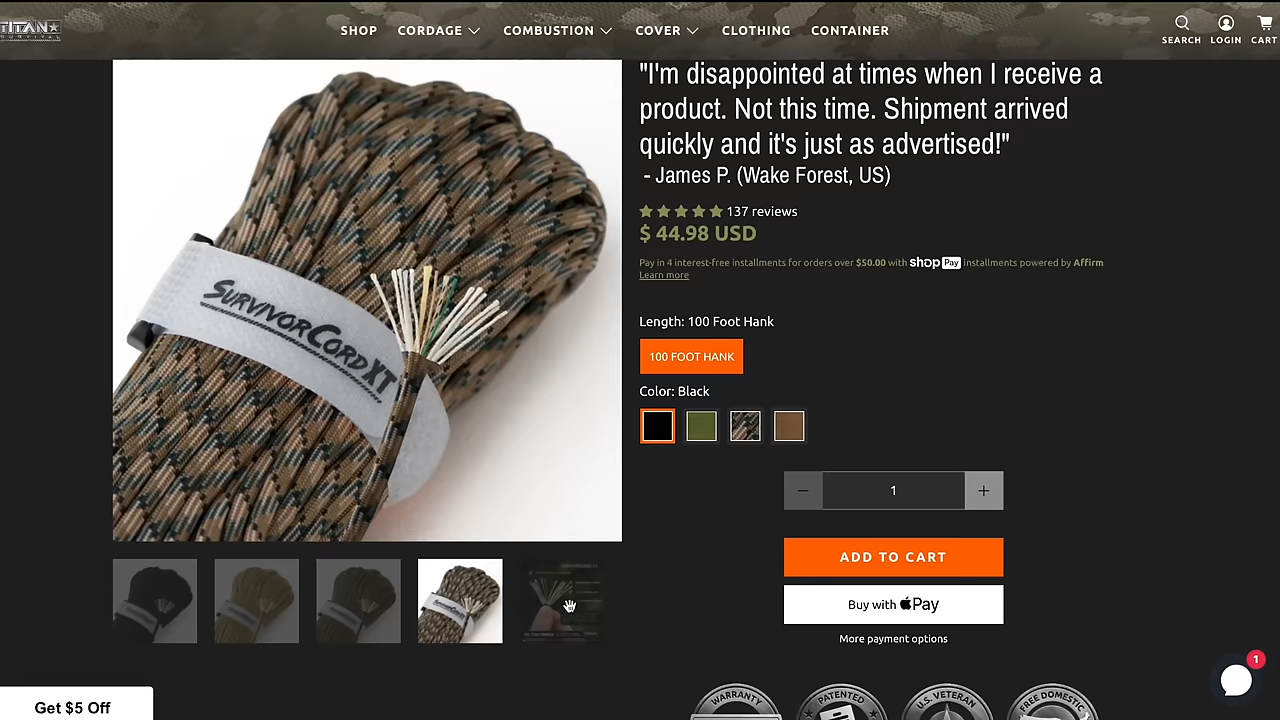 TITAN
SURVIVAL
SHOP
CORDAGE
COMBUSTION
COVER
CLOTHING
CONTAINER
SEARCH
LOGIN
CART
"I'm disappointed at times when I receive a
product. Not this time. Shipment arrived
quickly and it's just as advertised!"
- James P. (Wake Forest, US)
137 reviews
$ 44.98 USD
Pay in 4 interest-free installments for orders over $50.00 with shop Pay installments powered by Affirm
Learn more
SURVIVORCORDXT
Length: 100 Foot Hank
100 FOOT HANK
Color: Black
1
ADD TO CART
Buy with Pay
More payment options
1
WARRANTY
PATENTED
U.S. VETERAN
FREE DOMESTIC
Get $5 Off